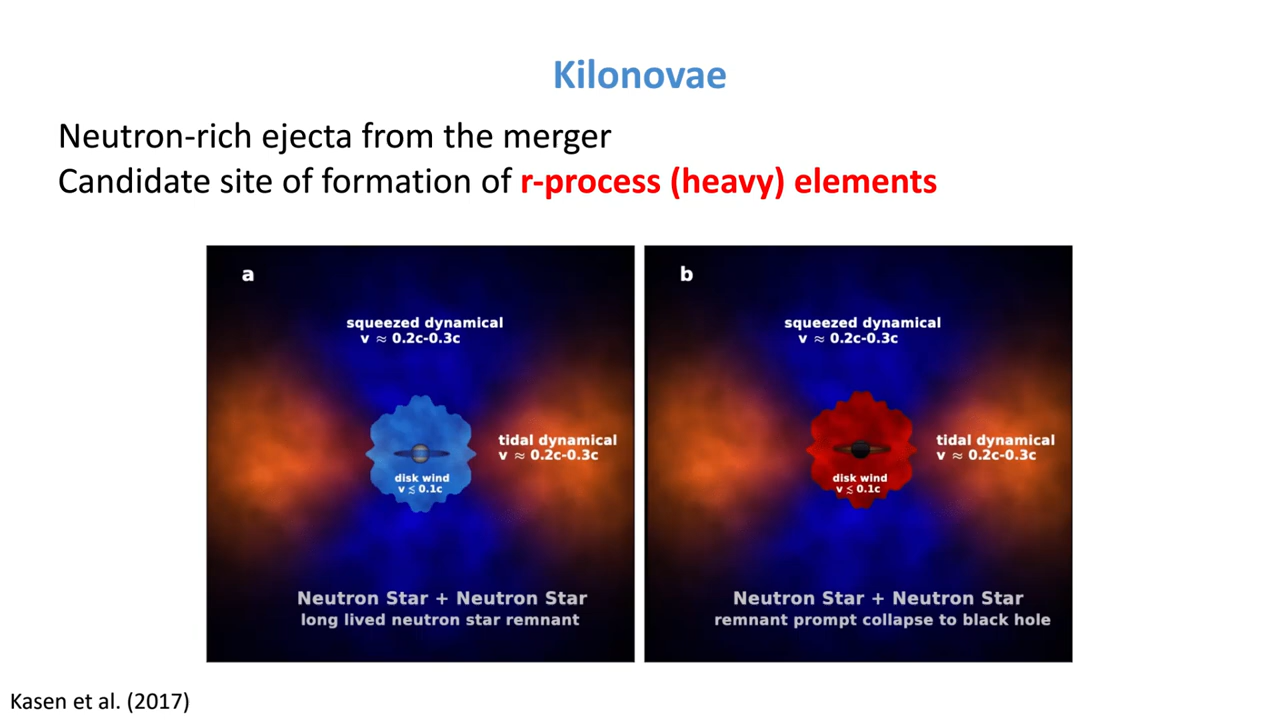 Kilonovae
Neutron-rich ejecta from the merger
Candidate site of formation of r-process (heavy) elements
a
squeezed dynamical
v ≈ 0.2c-0.3c
tidal dynamical
v ≈ 0.2c-0.3c
disk wind
v ≲ 0.1c
Neutron Star + Neutron Star
long lived neutron star remnant
b
squeezed dynamical
v ≈ 0.2c-0.3c
tidal dynamical
v ≈ 0.2c-0.3c
disk wind
v ≲ 0.1c
Neutron Star + Neutron Star
remnant prompt collapse to black hole
Kasen et al. (2017)